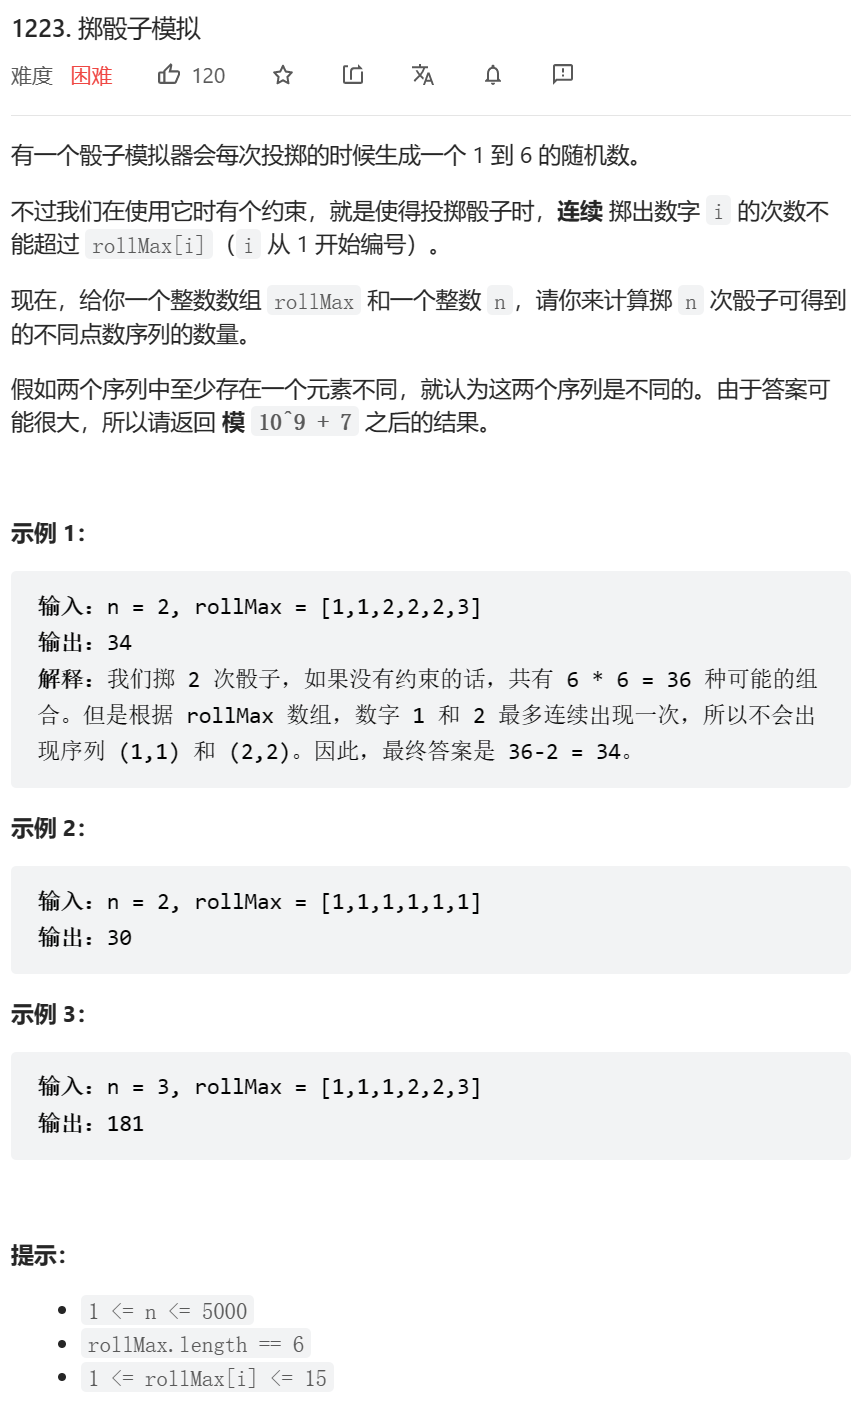 1223. 掷骰子模拟
难度 困难 120
有一个骰子模拟器会每次投掷的时候生成一个 1 到 6 的随机数。
不过我们在使用它时有个约束，就是使得投掷骰子时，连续 掷出数字 i 的次数不
能超过 rollMax[i]（i 从 1 开始编号）。
现在，给你一个整数数组 rollMax 和一个整数 n，请你来计算掷 n 次骰子可得到
的不同点数序列的数量。
假如两个序列中至少存在一个元素不同，就认为这两个序列是不同的。由于答案可
能很大，所以请返回 模 10^9 + 7 之后的结果。
示例 1：
输入：n = 2, rollMax = [1,1,2,2,2,3]
输出：34
解释：我们掷 2 次骰子，如果没有约束的话，共有 6 * 6 = 36 种可能的组
合。但是根据 rollMax 数组，数字 1 和 2 最多连续出现一次，所以不会出
现序列 (1,1) 和 (2,2)。因此，最终答案是 36-2 = 34。
示例 2：
输入：n = 2, rollMax = [1,1,1,1,1,1]
输出：30
示例 3：
输入：n = 3, rollMax = [1,1,1,2,2,3]
输出：181
提示：
• 1 <= n <= 5000
• rollMax.length == 6
• 1 <= rollMax[i] <= 15